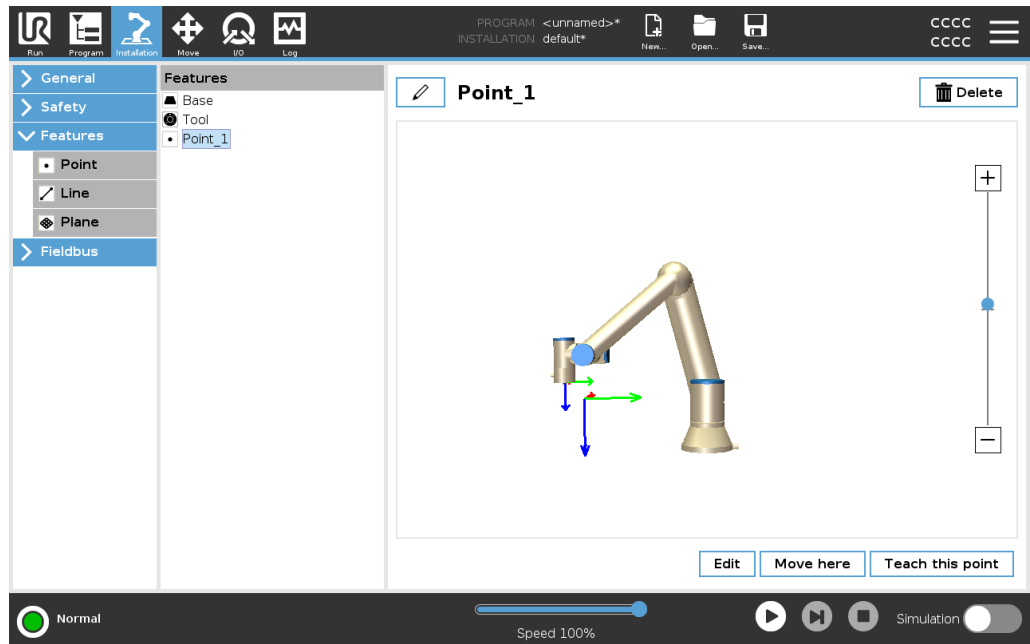 UR
PROGRAM <unnamed>*
INSTALLATION default*
CCCC
CCCC
Run Program Installation Move I/O Log New... Open... Save...
General
Safety
Features
Point
Line
Plane
Fieldbus
Features
Base
Tool
Point_1
Point_1
Delete
+
−
Edit Move here Teach this point
Normal
Speed 100%
Simulation